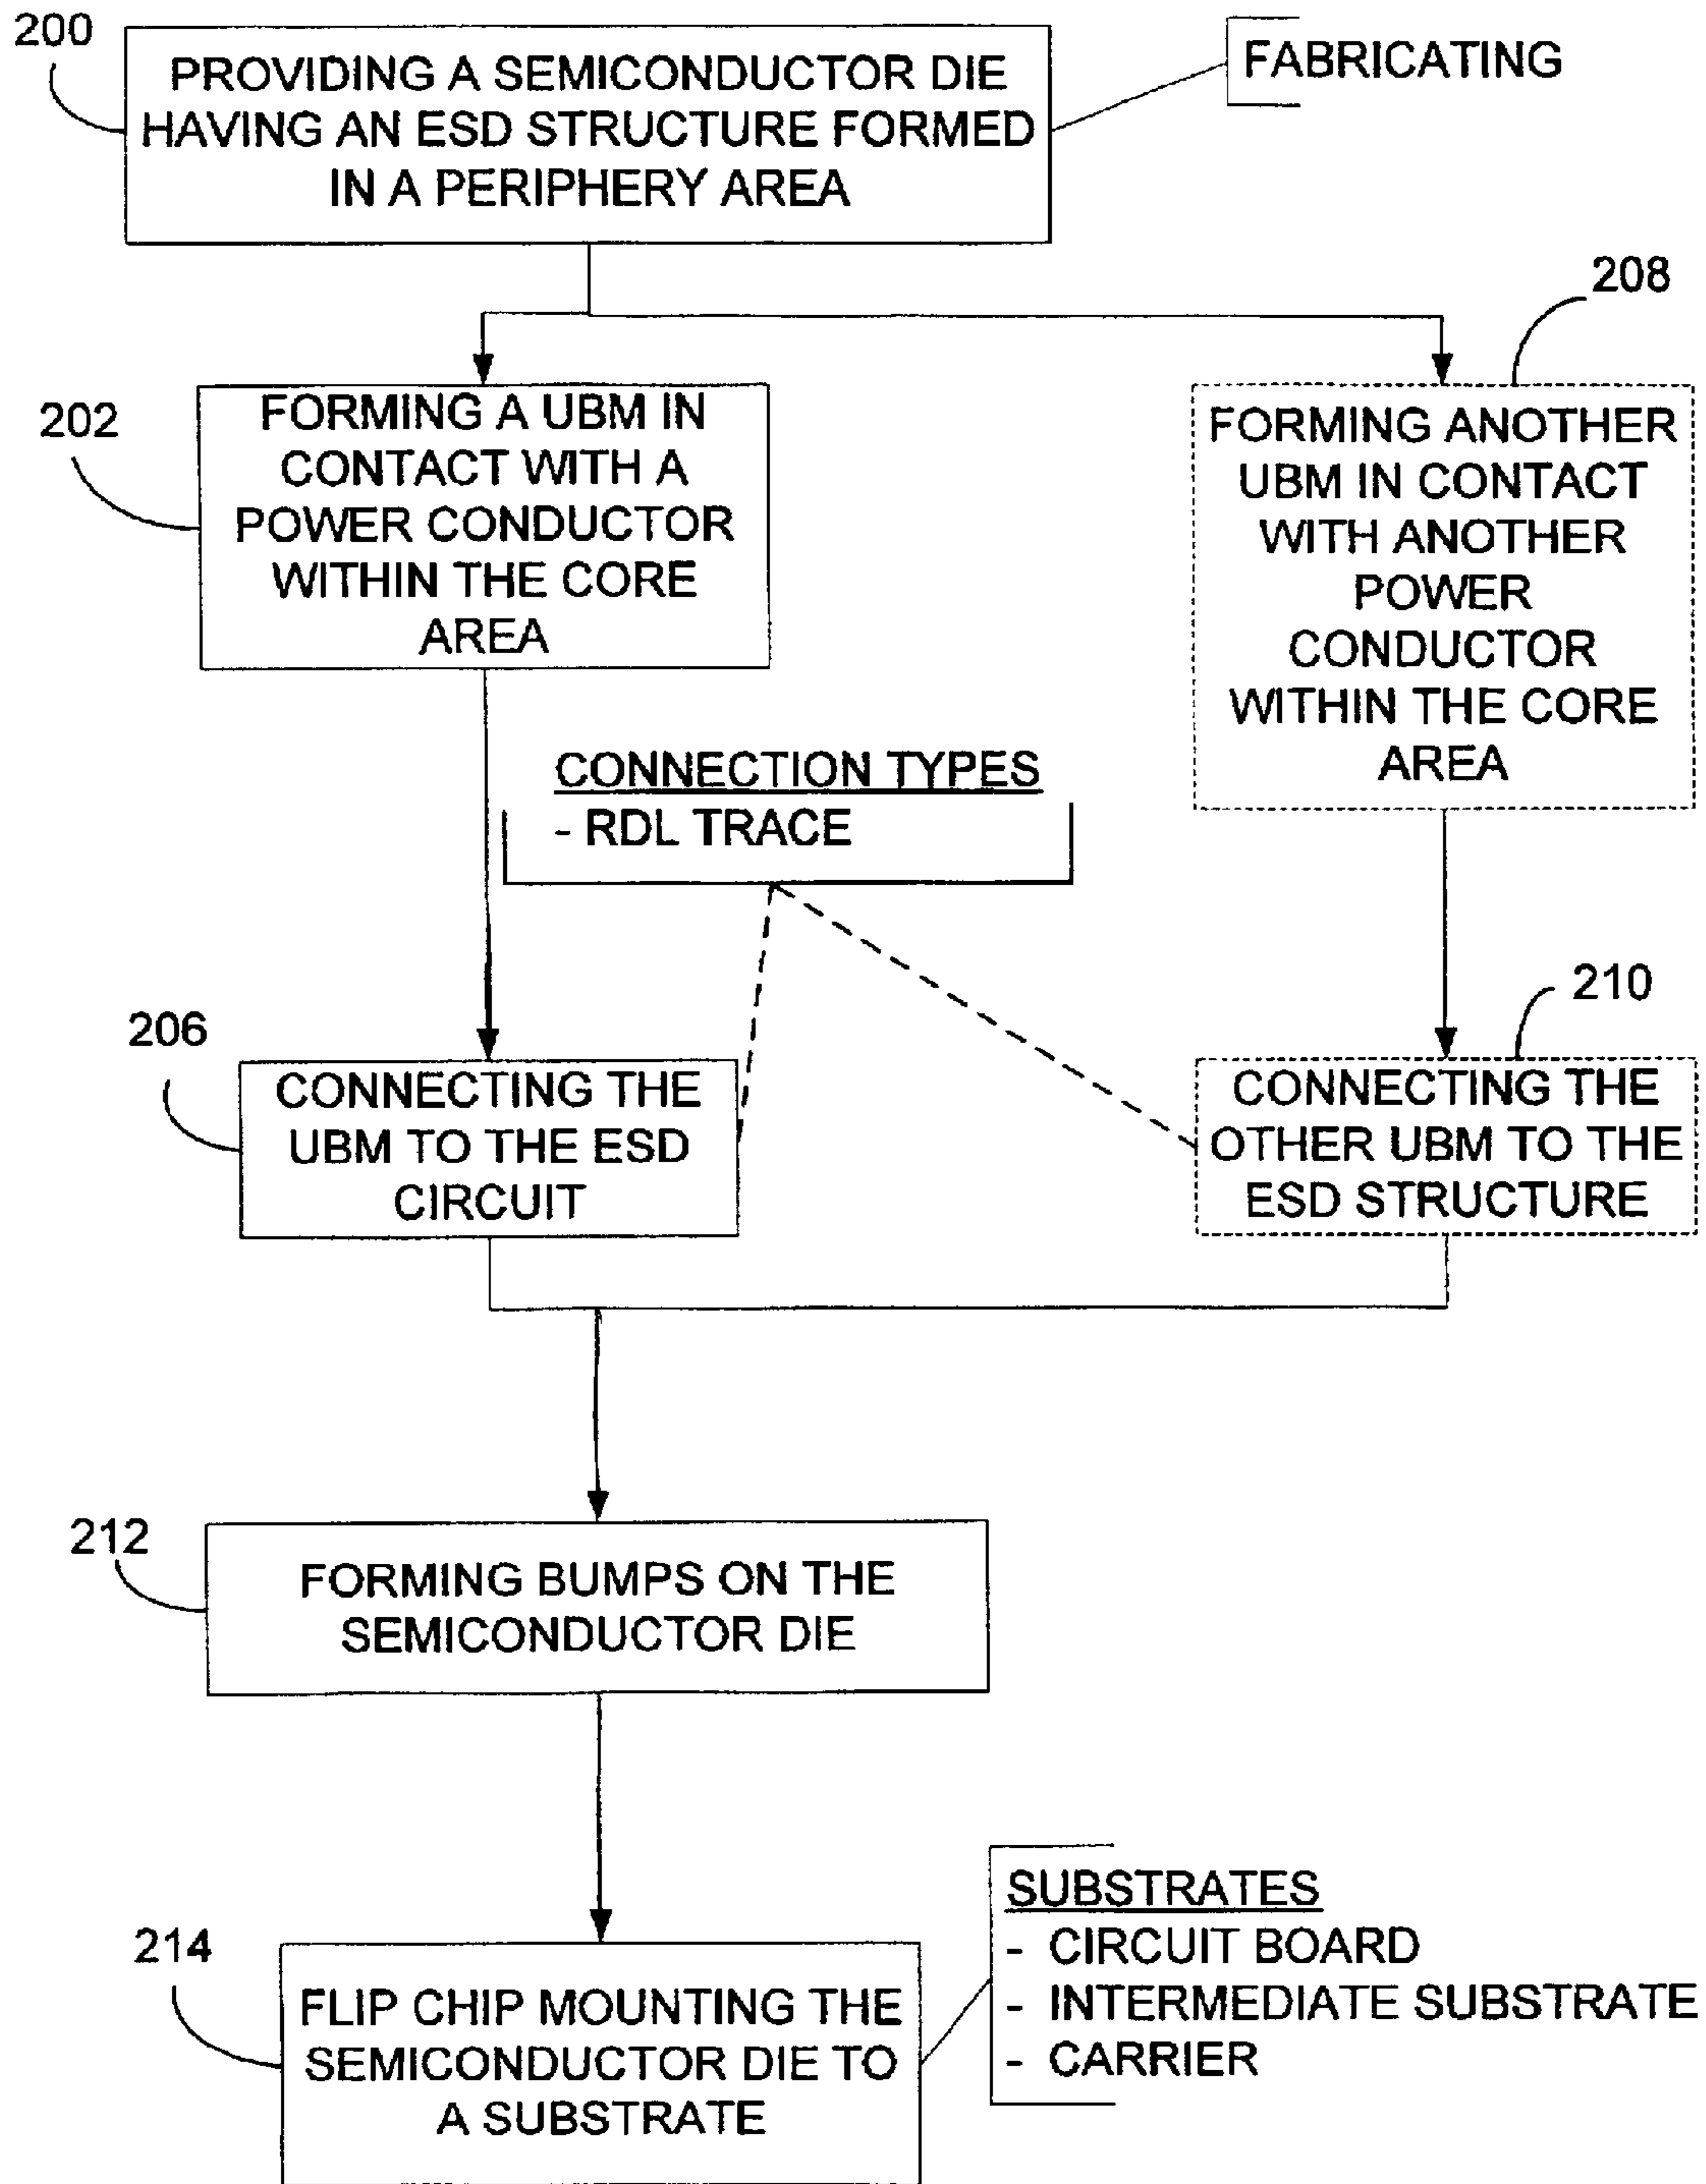 200
PROVIDING A SEMICONDUCTOR DIE
HAVING AN ESD STRUCTURE FORMED
IN A PERIPHERY AREA
FABRICATING
202
FORMING A UBM IN
CONTACT WITH A
POWER CONDUCTOR
WITHIN THE CORE
AREA
208
FORMING ANOTHER
UBM IN CONTACT
WITH ANOTHER
POWER
CONDUCTOR
WITHIN THE CORE
AREA
CONNECTION TYPES
- RDL TRACE
206
CONNECTING THE
UBM TO THE ESD
CIRCUIT
210
CONNECTING THE
OTHER UBM TO THE
ESD STRUCTURE
212
FORMING BUMPS ON THE
SEMICONDUCTOR DIE
214
FLIP CHIP MOUNTING THE
SEMICONDUCTOR DIE TO
A SUBSTRATE
SUBSTRATES
- CIRCUIT BOARD
- INTERMEDIATE SUBSTRATE
- CARRIER